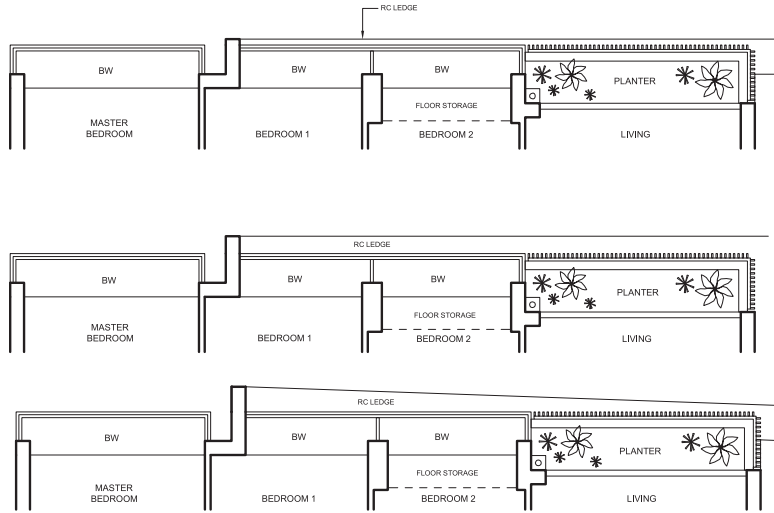 RC LEDGE
BW
BW
BW
PLANTER
FLOOR STORAGE
MASTER
BEDROOM
BEDROOM 1
BEDROOM 2
LIVING
RC LEDGE
BW
BW
BW
PLANTER
FLOOR STORAGE
MASTER
BEDROOM
BEDROOM 1
BEDROOM 2
LIVING
RC LEDGE
BW
BW
BW
PLANTER
FLOOR STORAGE
MASTER
BEDROOM
BEDROOM 1
BEDROOM 2
LIVING